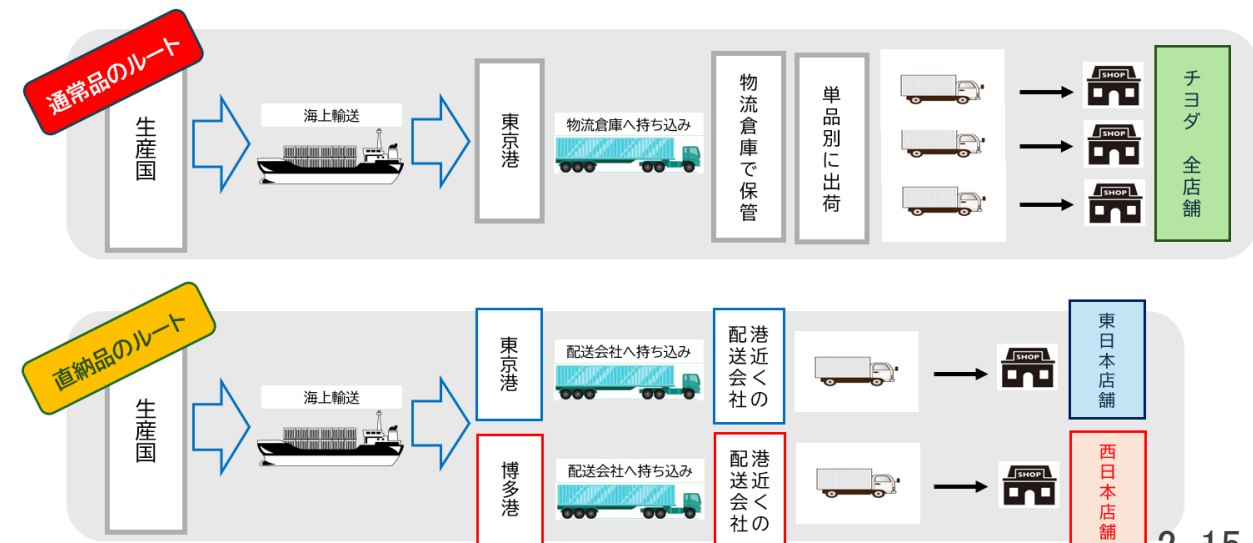 通常品のルート
生産国
海上輸送
東京港
物流倉庫へ持ち込み
物流倉庫で保管
単品別に出荷
SHOP
SHOP
SHOP
チヨダ 全店舗
直納品のルート
生産国
海上輸送
東京港
配送会社へ持ち込み
港近くの
配送会社
SHOP
東日本店舗
博多港
配送会社へ持ち込み
港近くの
配送会社
SHOP
西日本店舗